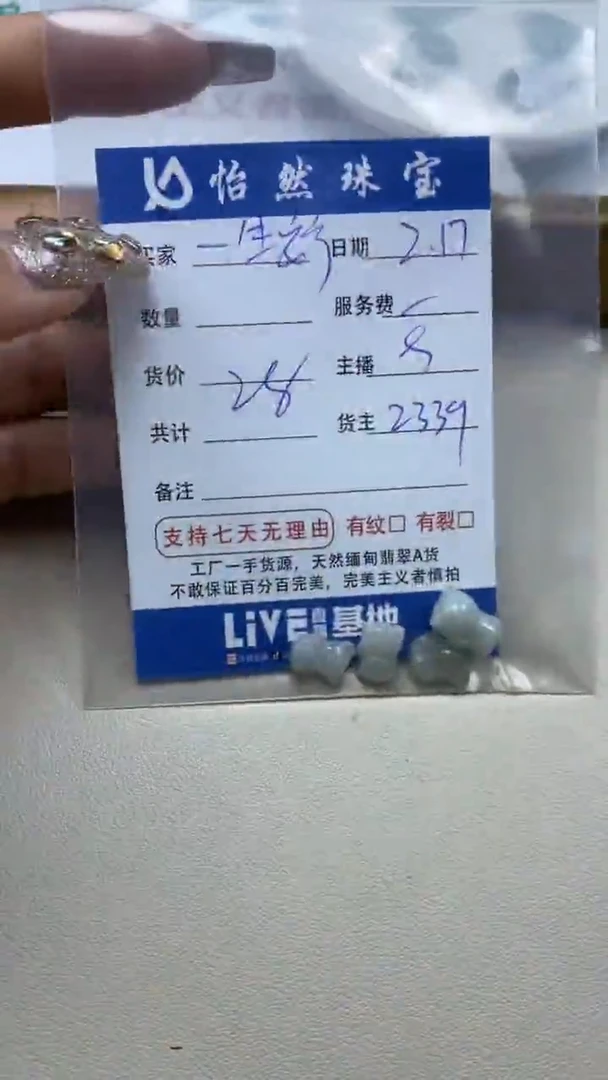 怡然珠宝
买家 一生 日期 2.17
数量 服务费
货价 286 主播
共计 货主 2339
备注
支持七天无理由 有纹□ 有裂□
工厂一手货源，天然缅甸翡翠A货
不敢保证百分百完美，完美主义者慎拍
LiVE 基地